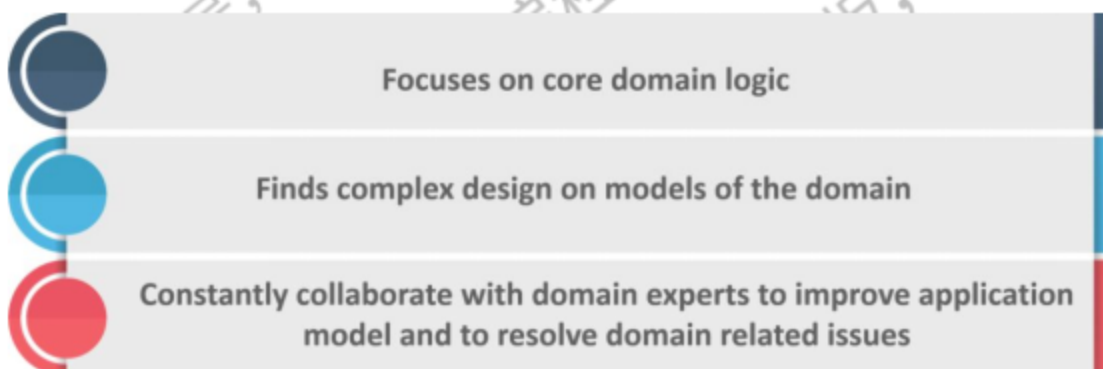 Focuses on core domain logic
Finds complex design on models of the domain
Constantly collaborate with domain experts to improve application
model and to resolve domain related issues